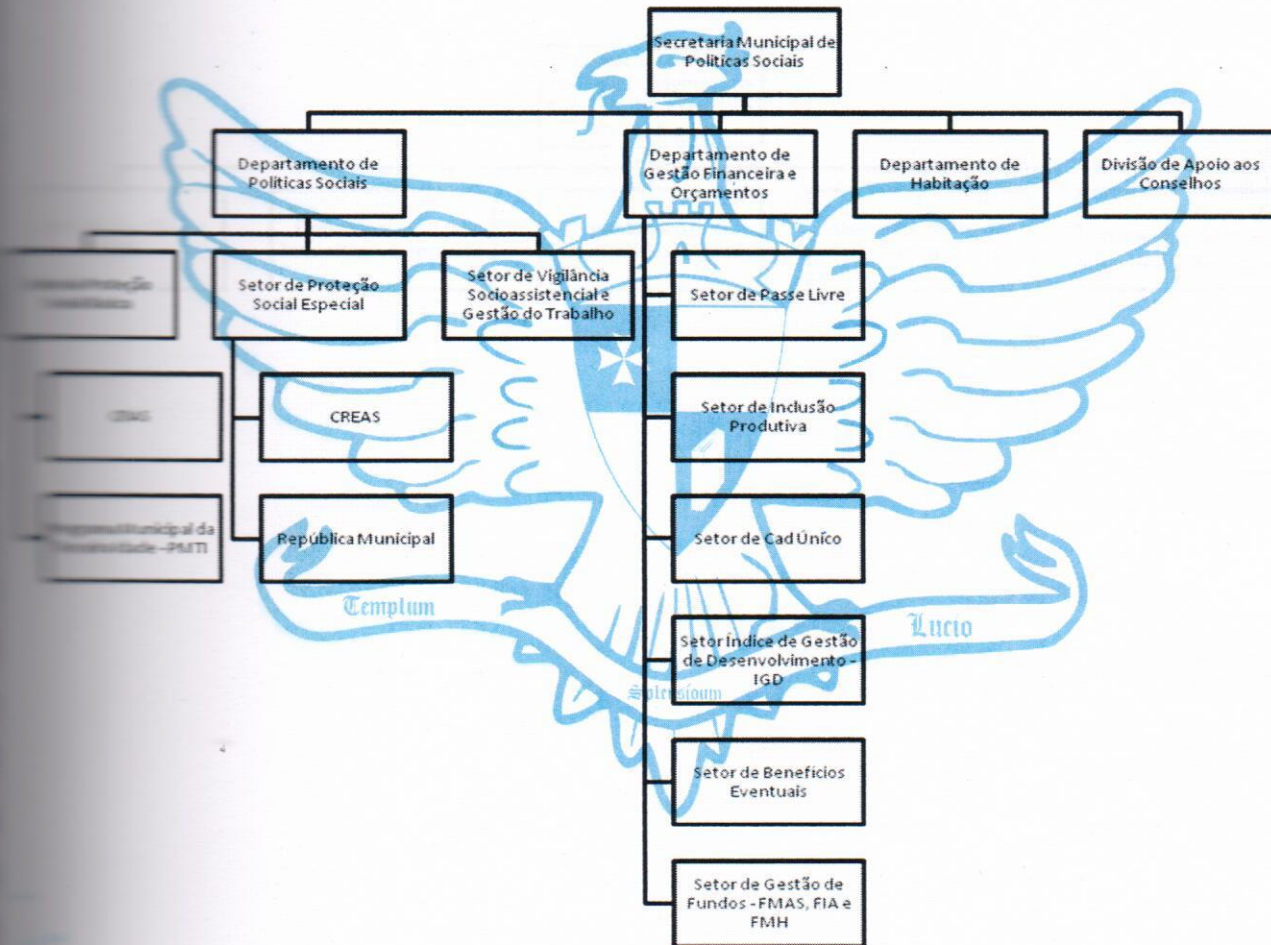 Secretaria Municipal de
Políticas Sociais
Departamento de
Políticas Sociais
Departamento de
Gestão Financeira e
Orçamentos
Departamento de
Habitação
Divisão de Apoio aos
Conselhos
Setor de Proteção
Social Especial
Setor de Vigilância
Socioassistencial e
Gestão do Trabalho
Setor de Passe Livre
CREAS
Setor de Inclusão
Produtiva
Municipal da
-PMTI
República Municipal
Setor de Cad Único
Templum
Lucio
Setor Índice de Gestão
de Desenvolvimento -
IGD
Setor de Benefícios
Eventuais
Setor de Gestão de
Fundos - FMAS, FIA e
FMH